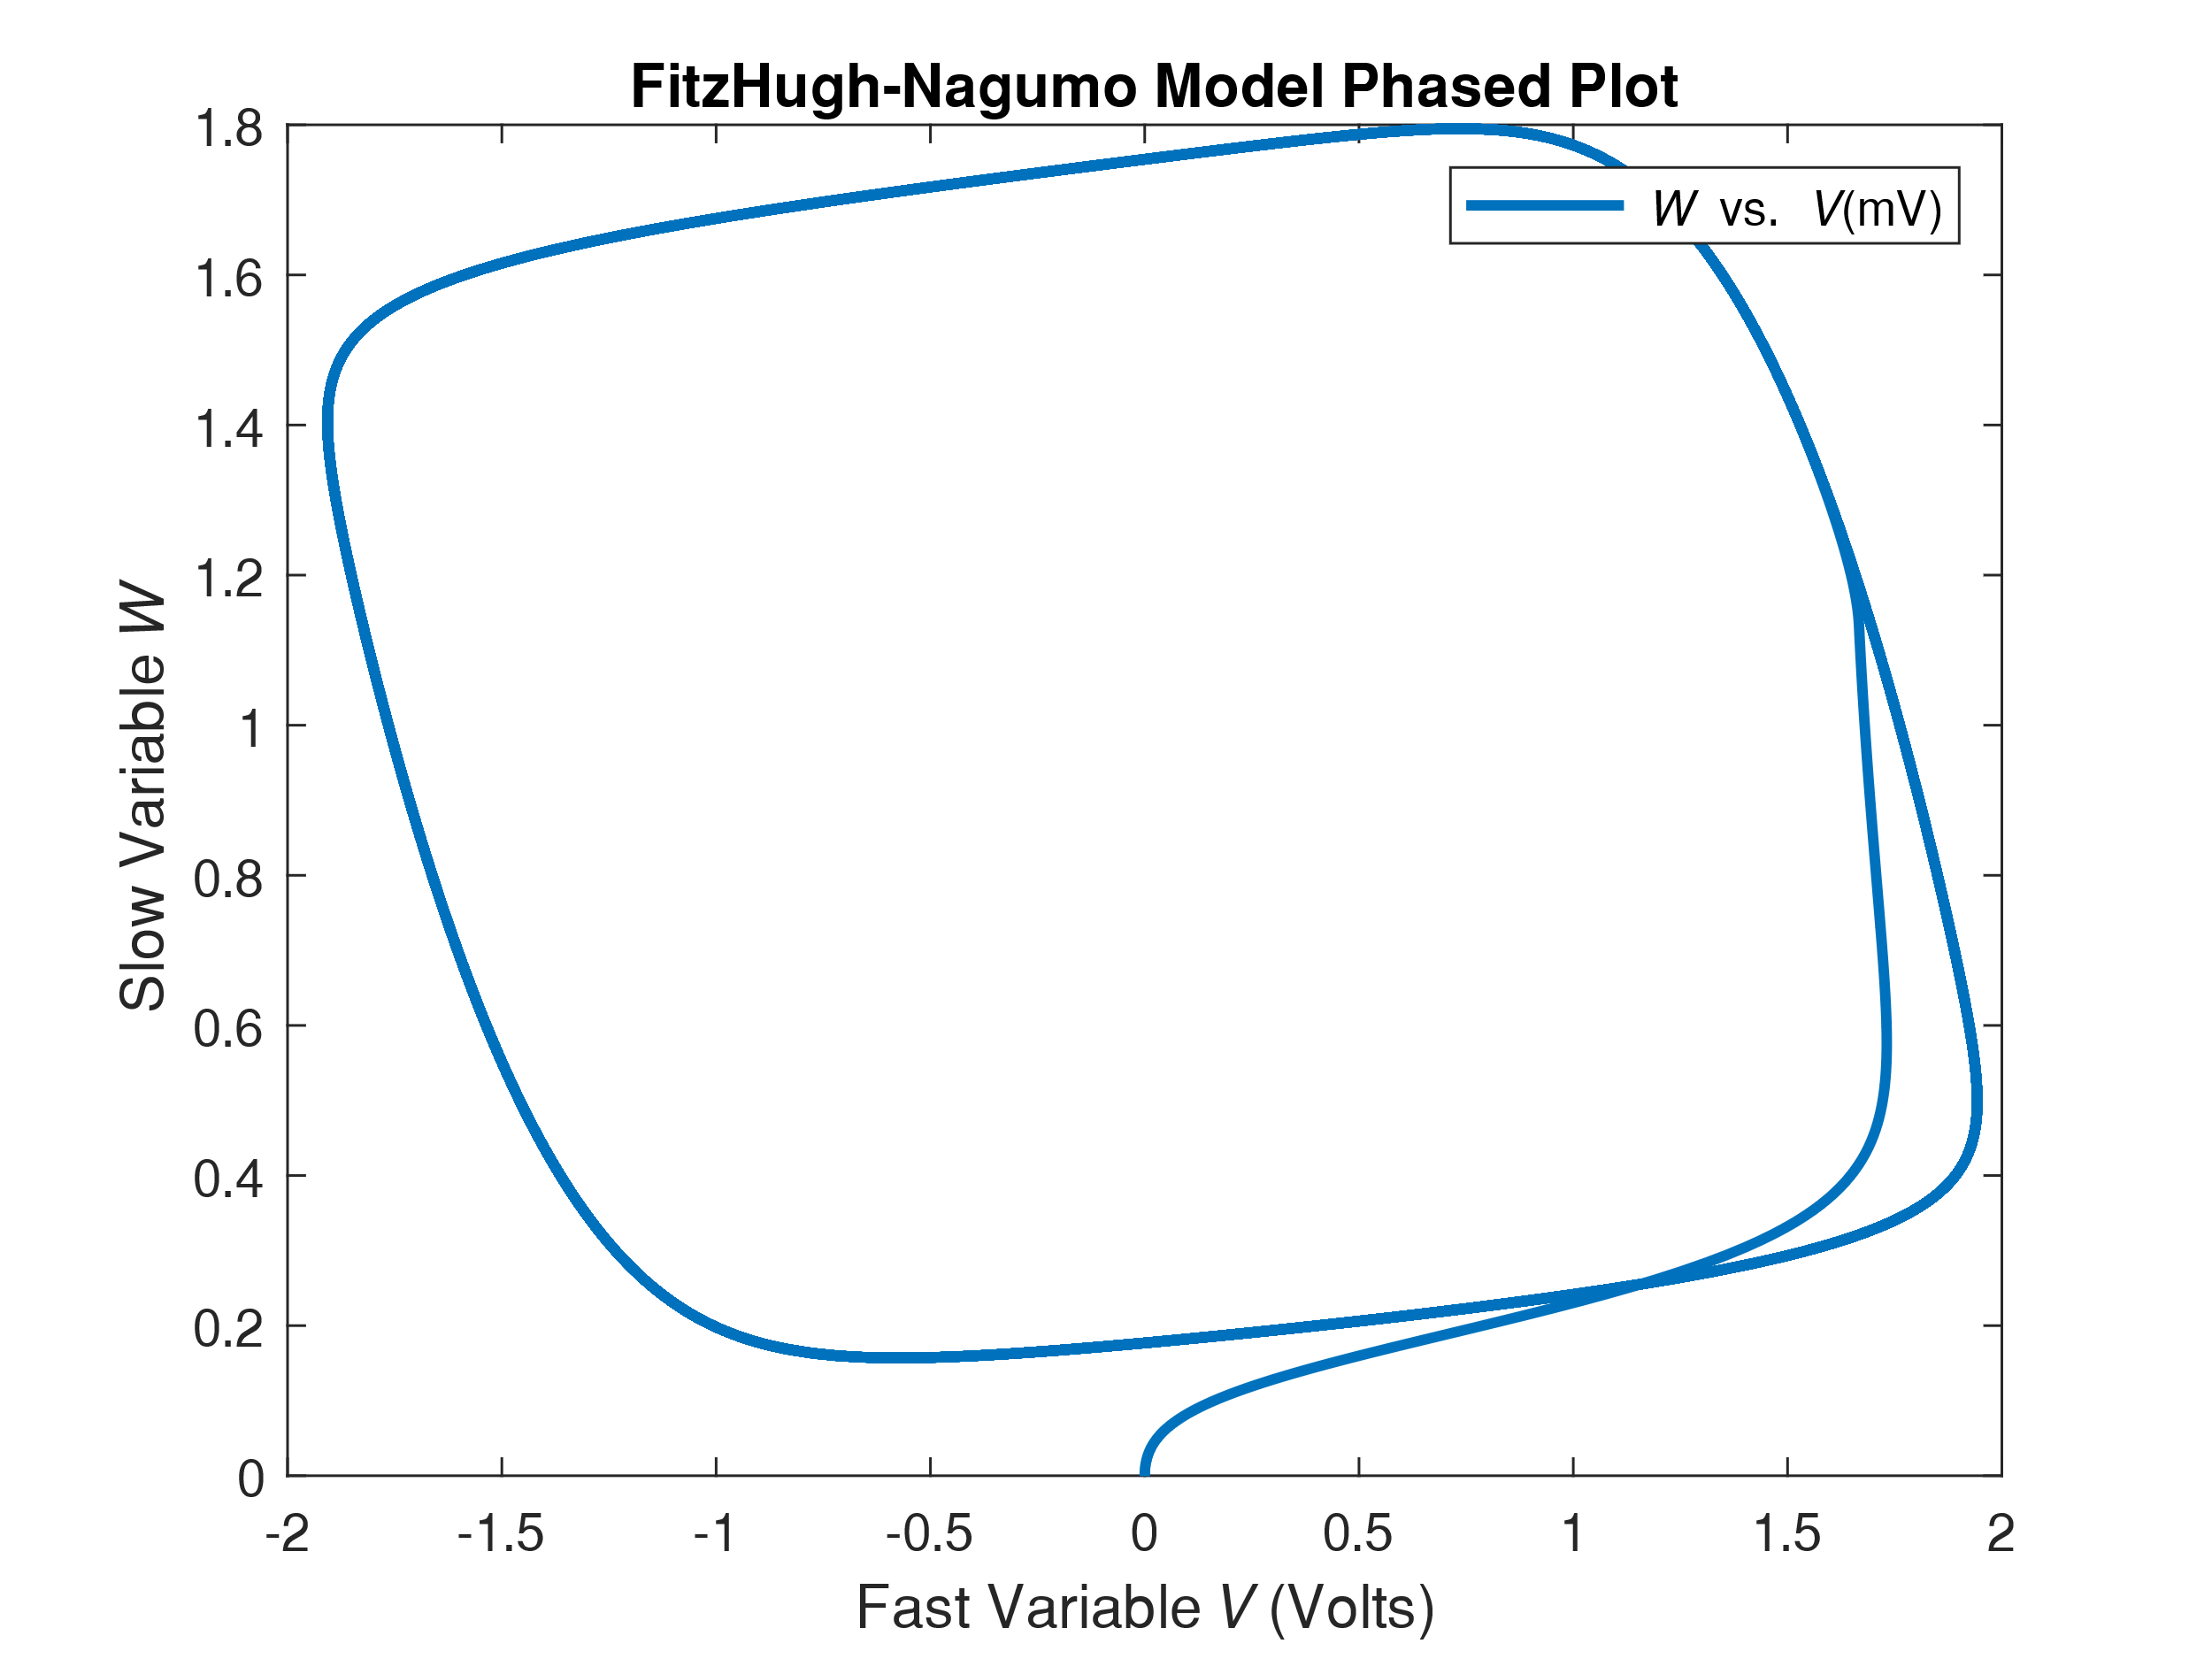 FitzHugh-Nagumo Model Phased Plot
1.8
1.6
1.4
1.2
1
0.8
0.6
0.4
0.2
0
Slow Variable W
W vs. V(mV)
-2 -1.5 -1 -0.5 0 0.5 1 1.5 2
Fast Variable V (Volts)